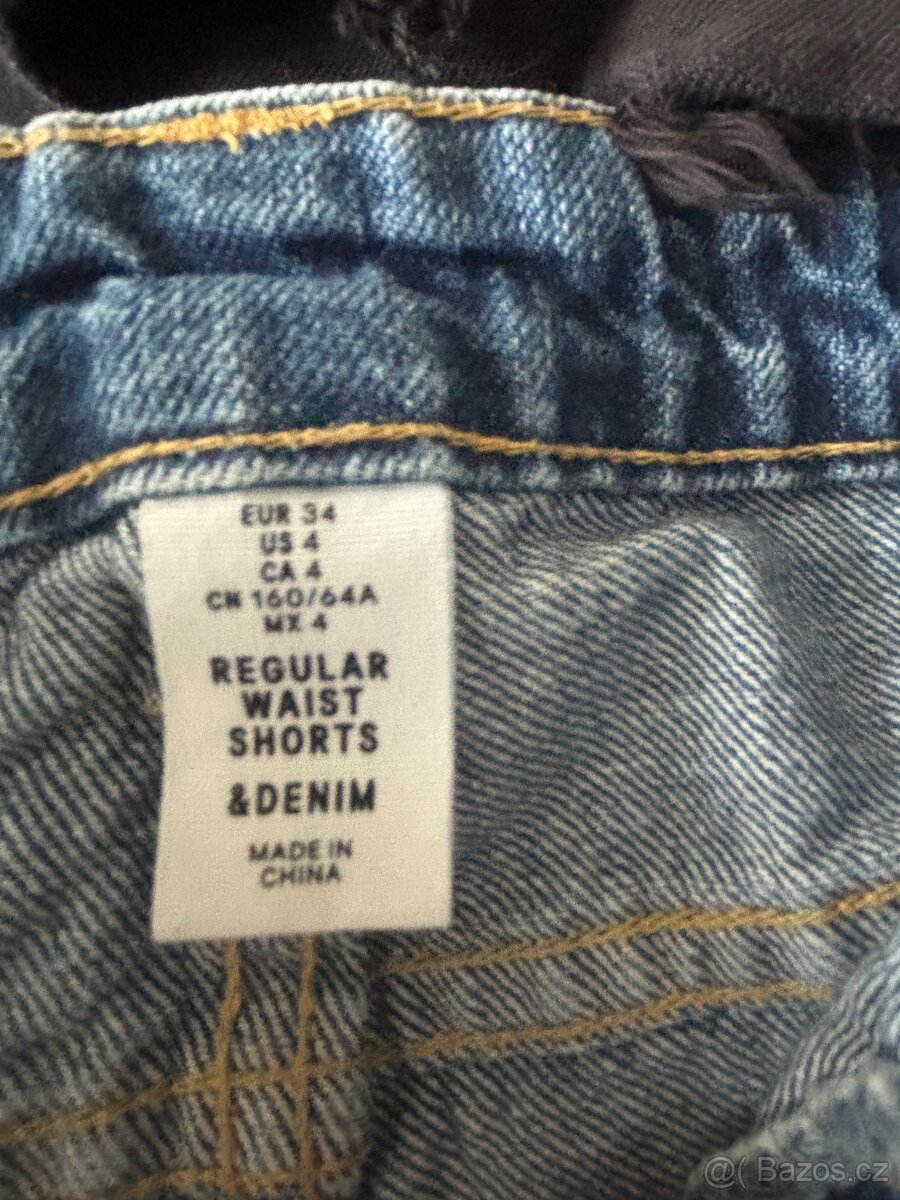 EUR 34
US 4
CA 4
CN 160/64A
MX 4
REGULAR
WAIST
SHORTS
&DENIM
MADE IN
CHINA
@( Bazos.cz